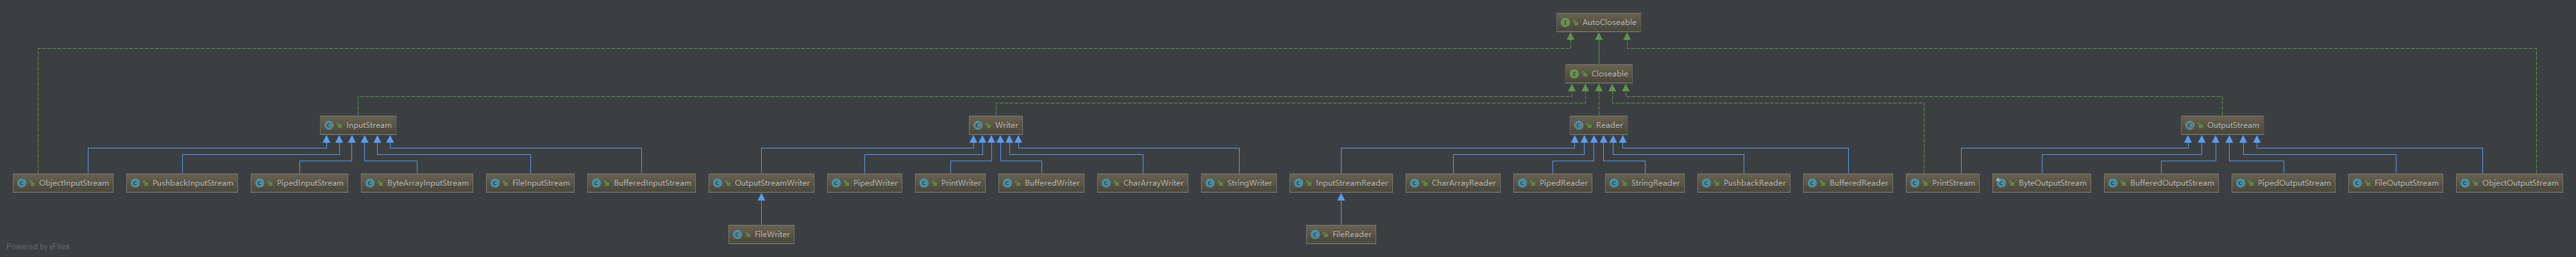 AutoCloseable
Closeable
InputStream
Writer
Reader
OutputStream
ObjectInputStream
PushbackInputStream
PipedInputStream
ByteArrayInputStream
FileInputStream
BufferedInputStream
OutputStreamWriter
PipedWriter
PrintWriter
BufferedWriter
CharArrayWriter
StringWriter
InputStreamReader
CharArrayReader
PipedReader
StringReader
PushbackReader
BufferedReader
PrintStream
ByteOutputStream
BufferedOutputStream
PipedOutputStream
FileOutputStream
ObjectOutputStream
FileWriter
FileReader
Powered by yFiles